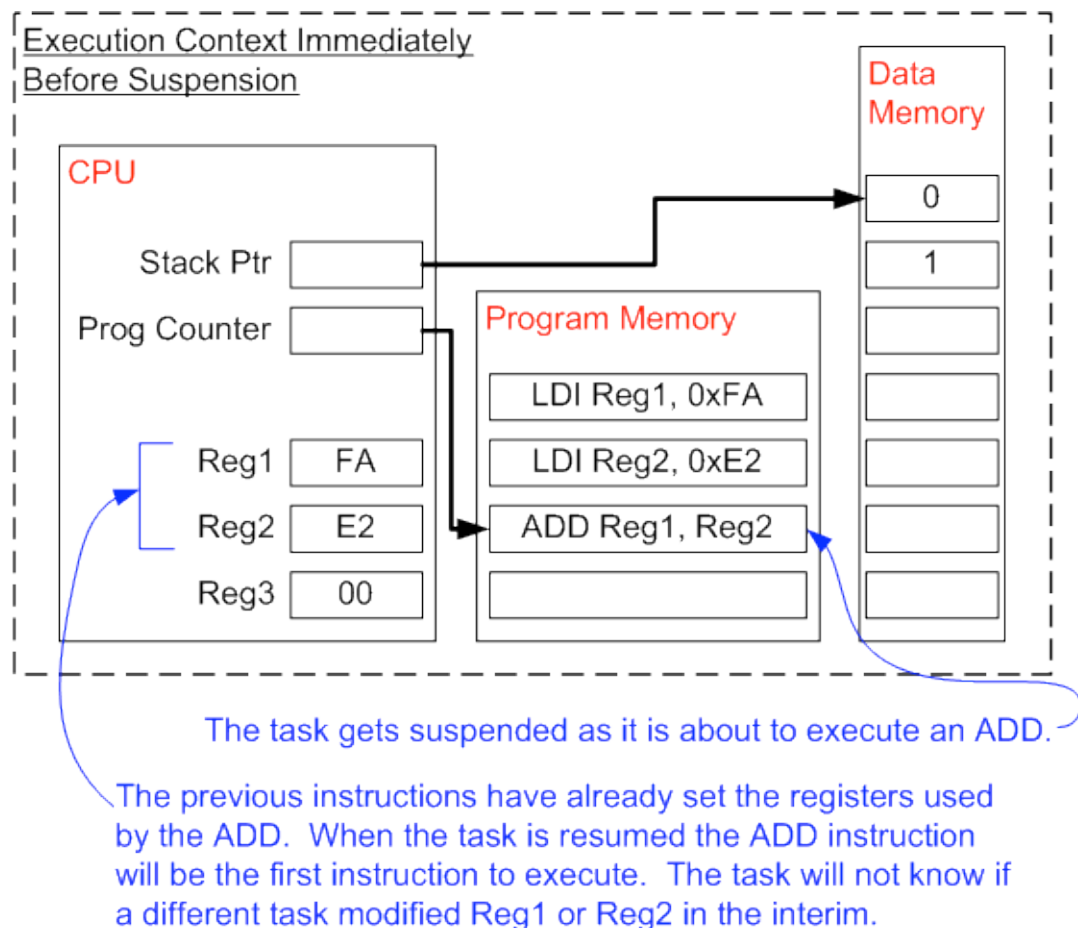 Execution Context Immediately
Before Suspension
Data
Memory
CPU
0
Stack Ptr
1
Prog Counter
Program Memory
LDI Reg1, 0xFA
Reg1
FA
LDI Reg2, 0xE2
Reg2
E2
ADD Reg1, Reg2
Reg3
00
The task gets suspended as it is about to execute an ADD.
The previous instructions have already set the registers used
by the ADD.  When the task is resumed the ADD instruction
will be the first instruction to execute.  The task will not know if
a different task modified Reg1 or Reg2 in the interim.